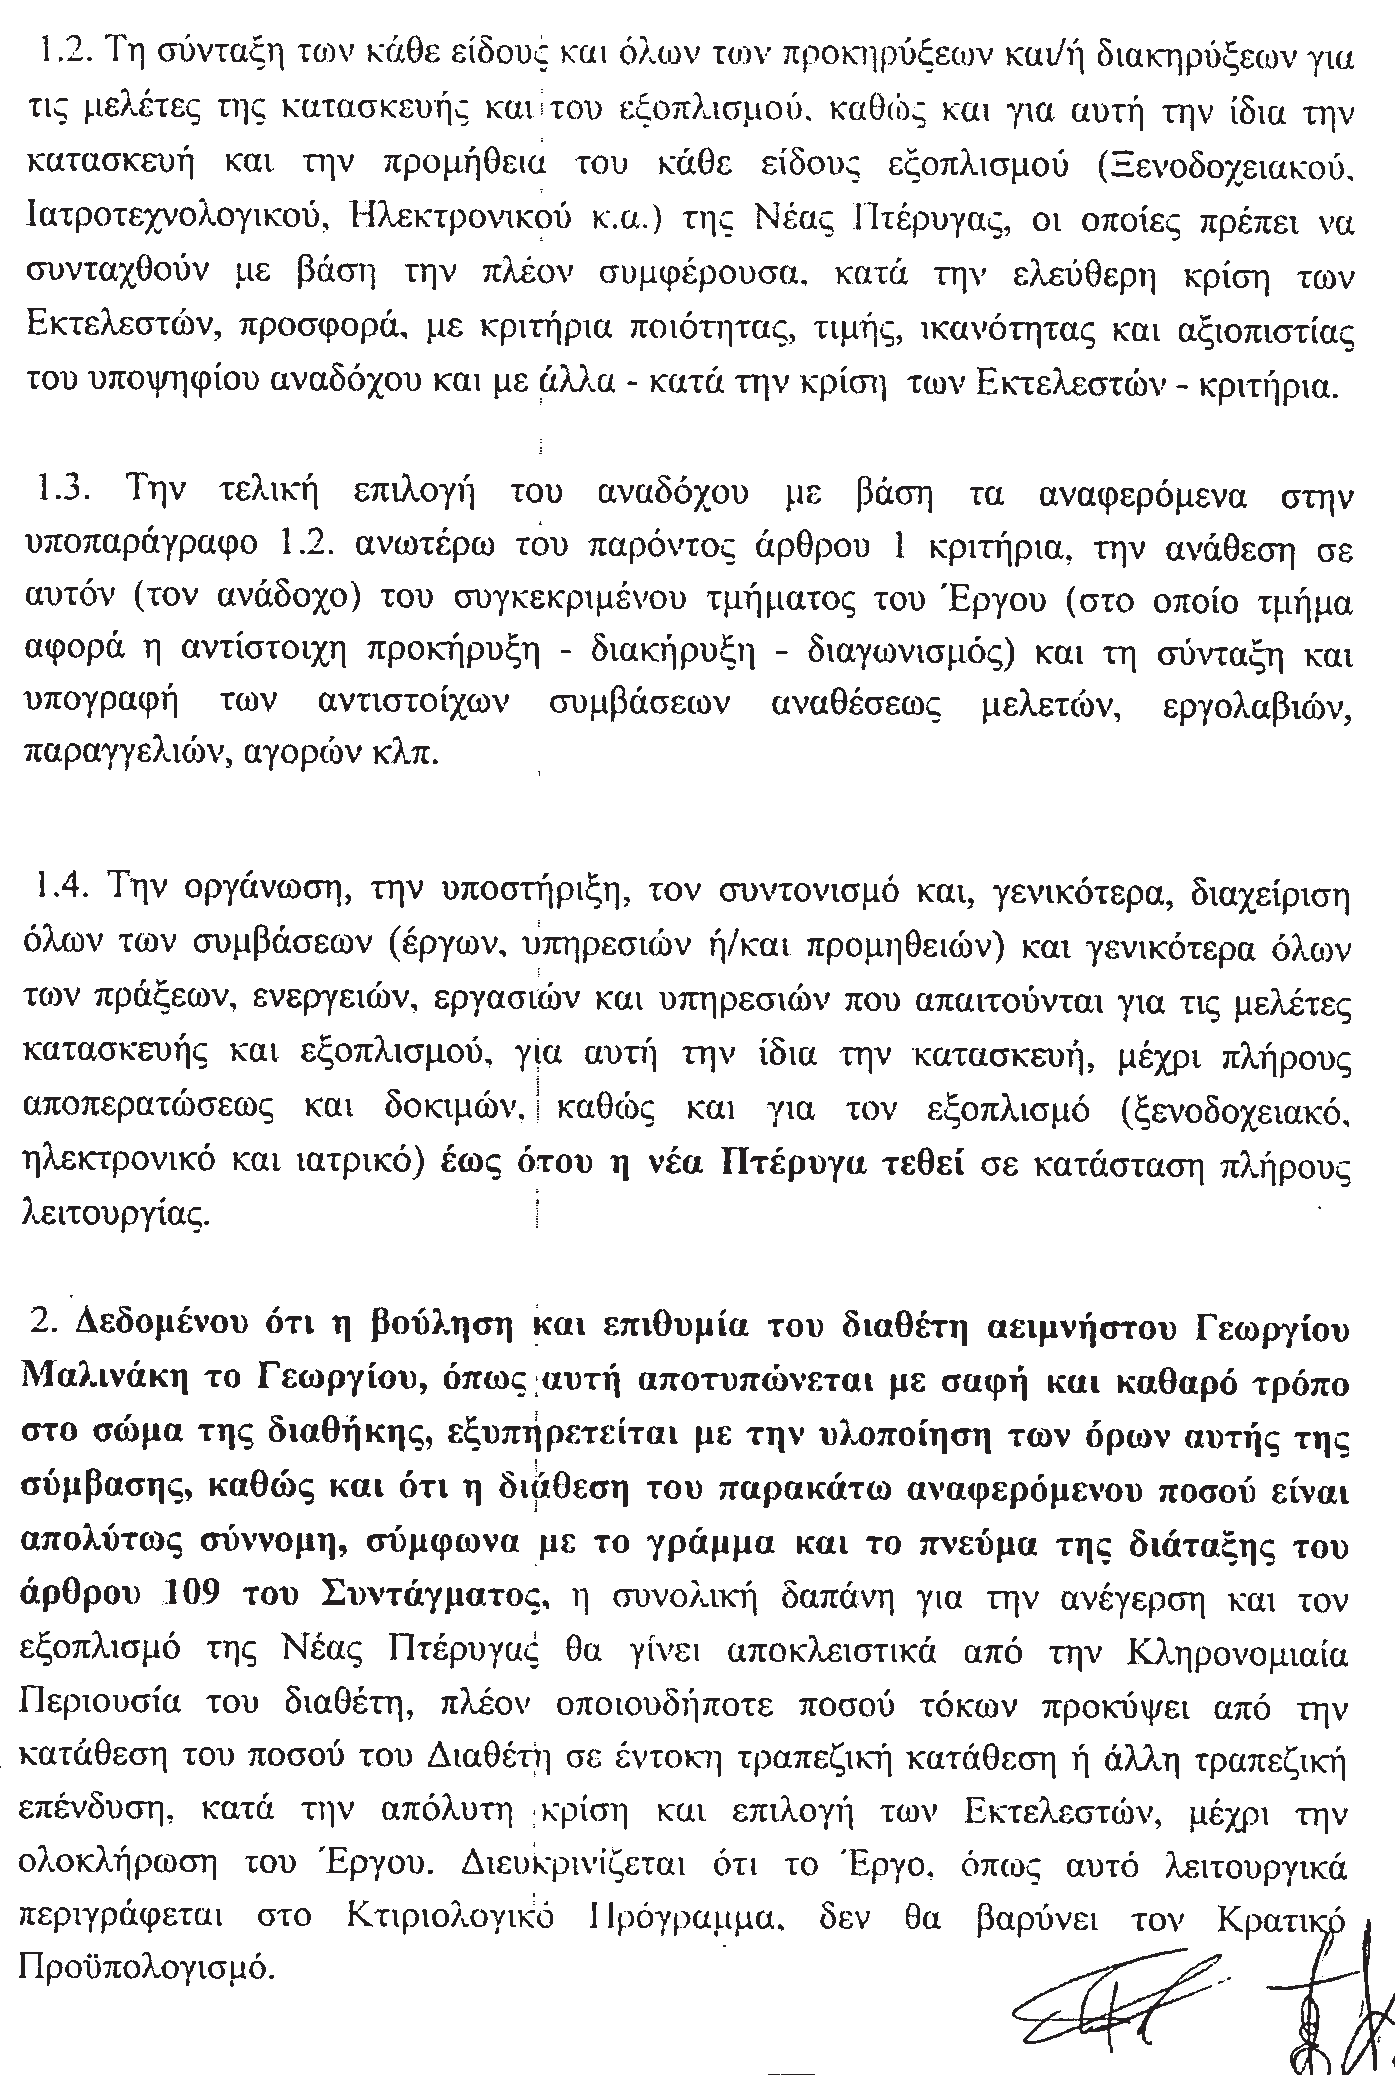 1.2. Τη σύνταξη των κάθε είδους και όλων των προκηρύξεων και/ή διακηρύξεων για
τις μελέτες της κατασκευής και του εξοπλισμού, καθώς και για αυτή την ίδια την
κατασκευή και την προμήθεια του κάθε είδους εξοπλισμού (Ξενοδοχειακού,
Ιατροτεχνολογικού, Ηλεκτρονικού κ.α.) της Νέας Πτέρυγας, οι οποίες πρέπει να
συνταχθούν με βάση την πλέον συμφέρουσα, κατά την ελεύθερη κρίση των
Εκτελεστών, προσφορά, με κριτήρια ποιότητας, τιμής, ικανότητας και αξιοπιστίας
του υποψηφίου αναδόχου και με άλλα - κατά την κρίση των Εκτελεστών - κριτήρια.
1.3. Την τελική επιλογή του αναδόχου με βάση τα αναφερόμενα στην
υποπαράγραφο 1.2. ανωτέρω του παρόντος άρθρου 1 κριτήρια, την ανάθεση σε
αυτόν (τον ανάδοχο) του συγκεκριμένου τμήματος του Έργου (στο οποίο τμήμα
αφορά η αντίστοιχη προκήρυξη - διακήρυξη - διαγωνισμός) και τη σύνταξη και
υπογραφή των αντιστοίχων συμβάσεων αναθέσεως μελετών, εργολαβιών,
παραγγελιών, αγορών κλπ.
1.4. Την οργάνωση, την υποστήριξη, τον συντονισμό και, γενικότερα, διαχείριση
όλων των συμβάσεων (έργων, υπηρεσιών ή/και προμηθειών) και γενικότερα όλων
των πράξεων, ενεργειών, εργασιών και υπηρεσιών που απαιτούνται για τις μελέτες
κατασκευής και εξοπλισμού, για αυτή την ίδια την κατασκευή, μέχρι πλήρους
αποπερατώσεως και δοκιμών, καθώς και για τον εξοπλισμό (ξενοδοχειακό,
ηλεκτρονικό και ιατρικό) έως ότου η νέα Πτέρυγα τεθεί σε κατάσταση πλήρους
λειτουργίας.
2. Δεδομένου ότι η βούληση και επιθυμία του διαθέτη αειμνήστου Γεωργίου
Μαλινάκη το Γεωργίου, όπως αυτή αποτυπώνεται με σαφή και καθαρό τρόπο
στο σώμα της διαθήκης, εξυπηρετείται με την υλοποίηση των όρων αυτής της
σύμβασης, καθώς και ότι η διάθεση του παρακάτω αναφερόμενου ποσού είναι
απολύτως σύννομη, σύμφωνα με το γράμμα και το πνεύμα της διάταξης του
άρθρου 109 του Συντάγματος, η συνολική δαπάνη για την ανέγερση και τον
εξοπλισμό της Νέας Πτέρυγας θα γίνει αποκλειστικά από την Κληρονομιαία
Περιουσία του διαθέτη, πλέον οποιουδήποτε ποσού τόκων προκύψει από την
κατάθεση του ποσού του Διαθέτη σε έντοκη τραπεζική κατάθεση ή άλλη τραπεζική
επένδυση, κατά την απόλυτη κρίση και επιλογή των Εκτελεστών, μέχρι την
ολοκλήρωση του Έργου. Διευκρινίζεται ότι το Έργο, όπως αυτό λειτουργικά
περιγράφεται στο Κτιριολογικό Πρόγραμμα, δεν θα βαρύνει τον Κρατικό
Προϋπολογισμό.